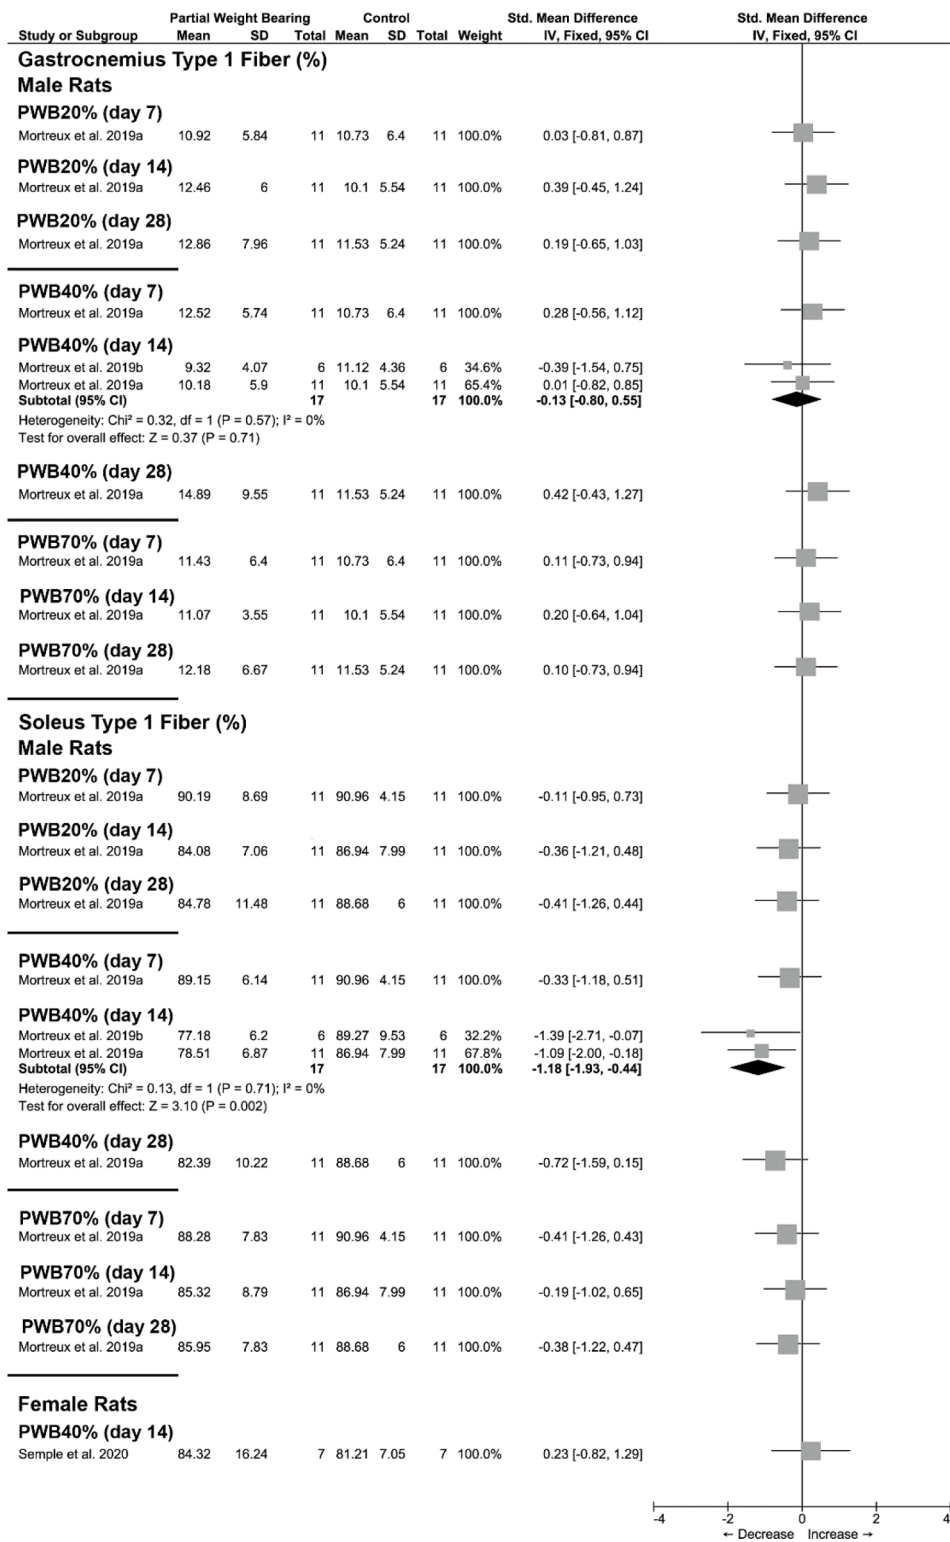 Partial Weight Bearing Control Std. Mean Difference Std. Mean Difference
Study or Subgroup Mean SD Total Mean SD Total Weight IV, Fixed, 95% CI IV, Fixed, 95% CI
Gastrocnemius Type 1 Fiber (%)
Male Rats
PWB20% (day 7)
Mortreux et al. 2019a 10.92 5.84 11 10.73 6.4 11 100.0% 0.03 [-0.81, 0.87]
PWB20% (day 14)
Mortreux et al. 2019a 12.46 6 11 10.1 5.54 11 100.0% 0.39 [-0.45, 1.24]
PWB20% (day 28)
Mortreux et al. 2019a 12.86 7.96 11 11.53 5.24 11 100.0% 0.19 [-0.65, 1.03]
PWB40% (day 7)
Mortreux et al. 2019a 12.52 5.74 11 10.73 6.4 11 100.0% 0.28 [-0.56, 1.12]
PWB40% (day 14)
Mortreux et al. 2019b 9.32 4.07 6 11.12 4.36 6 34.6% -0.39 [-1.54, 0.75]
Mortreux et al. 2019a 10.18 5.9 11 10.1 5.54 11 65.4% 0.01 [-0.82, 0.85]
Subtotal (95% CI) 17 17 100.0% -0.13 [-0.80, 0.55]
Heterogeneity: Chi² = 0.32, df = 1 (P = 0.57); I² = 0%
Test for overall effect: Z = 0.37 (P = 0.71)
PWB40% (day 28)
Mortreux et al. 2019a 14.89 9.55 11 11.53 5.24 11 100.0% 0.42 [-0.43, 1.27]
PWB70% (day 7)
Mortreux et al. 2019a 11.43 6.4 11 10.73 6.4 11 100.0% 0.11 [-0.73, 0.94]
PWB70% (day 14)
Mortreux et al. 2019a 11.07 3.55 11 10.1 5.54 11 100.0% 0.20 [-0.64, 1.04]
PWB70% (day 28)
Mortreux et al. 2019a 12.18 6.67 11 11.53 5.24 11 100.0% 0.10 [-0.73, 0.94]
Soleus Type 1 Fiber (%)
Male Rats
PWB20% (day 7)
Mortreux et al. 2019a 90.19 8.69 11 90.96 4.15 11 100.0% -0.11 [-0.95, 0.73]
PWB20% (day 14)
Mortreux et al. 2019a 84.08 7.06 11 86.94 7.99 11 100.0% -0.36 [-1.21, 0.48]
PWB20% (day 28)
Mortreux et al. 2019a 84.78 11.48 11 88.68 6 11 100.0% -0.41 [-1.26, 0.44]
PWB40% (day 7)
Mortreux et al. 2019a 89.15 6.14 11 90.96 4.15 11 100.0% -0.33 [-1.18, 0.51]
PWB40% (day 14)
Mortreux et al. 2019b 77.18 6.2 6 89.27 9.53 6 32.2% -1.39 [-2.71, -0.07]
Mortreux et al. 2019a 78.51 6.87 11 86.94 7.99 11 67.8% -1.09 [-2.00, -0.18]
Subtotal (95% CI) 17 17 100.0% -1.18 [-1.93, -0.44]
Heterogeneity: Chi² = 0.13, df = 1 (P = 0.71); I² = 0%
Test for overall effect: Z = 3.10 (P = 0.002)
PWB40% (day 28)
Mortreux et al. 2019a 82.39 10.22 11 88.68 6 11 100.0% -0.72 [-1.59, 0.15]
PWB70% (day 7)
Mortreux et al. 2019a 88.28 7.83 11 90.96 4.15 11 100.0% -0.41 [-1.26, 0.43]
PWB70% (day 14)
Mortreux et al. 2019a 85.32 8.79 11 86.94 7.99 11 100.0% -0.19 [-1.02, 0.65]
PWB70% (day 28)
Mortreux et al. 2019a 85.95 7.83 11 88.68 6 11 100.0% -0.38 [-1.22, 0.47]
Female Rats
PWB40% (day 14)
Semple et al. 2020 84.32 16.24 7 81.21 7.05 7 100.0% 0.23 [-0.82, 1.29]
-4 -2 0 2 4
← Decrease Increase →